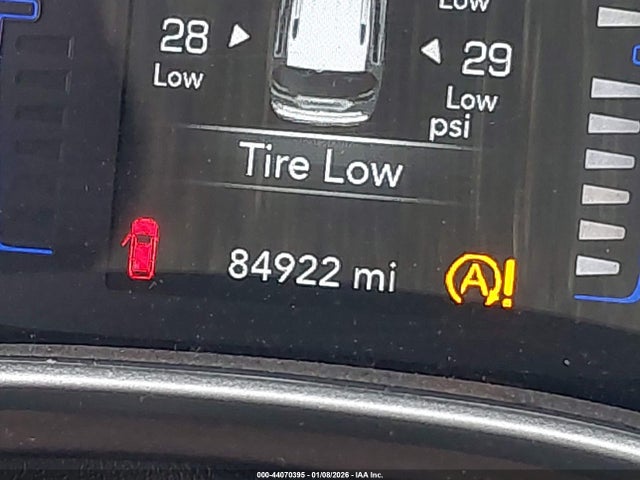 Low
28
29
Low
Low
psi
Tire Low
84922 mi
A!
000-44070395 - 01/08/2026 - IAA Inc.